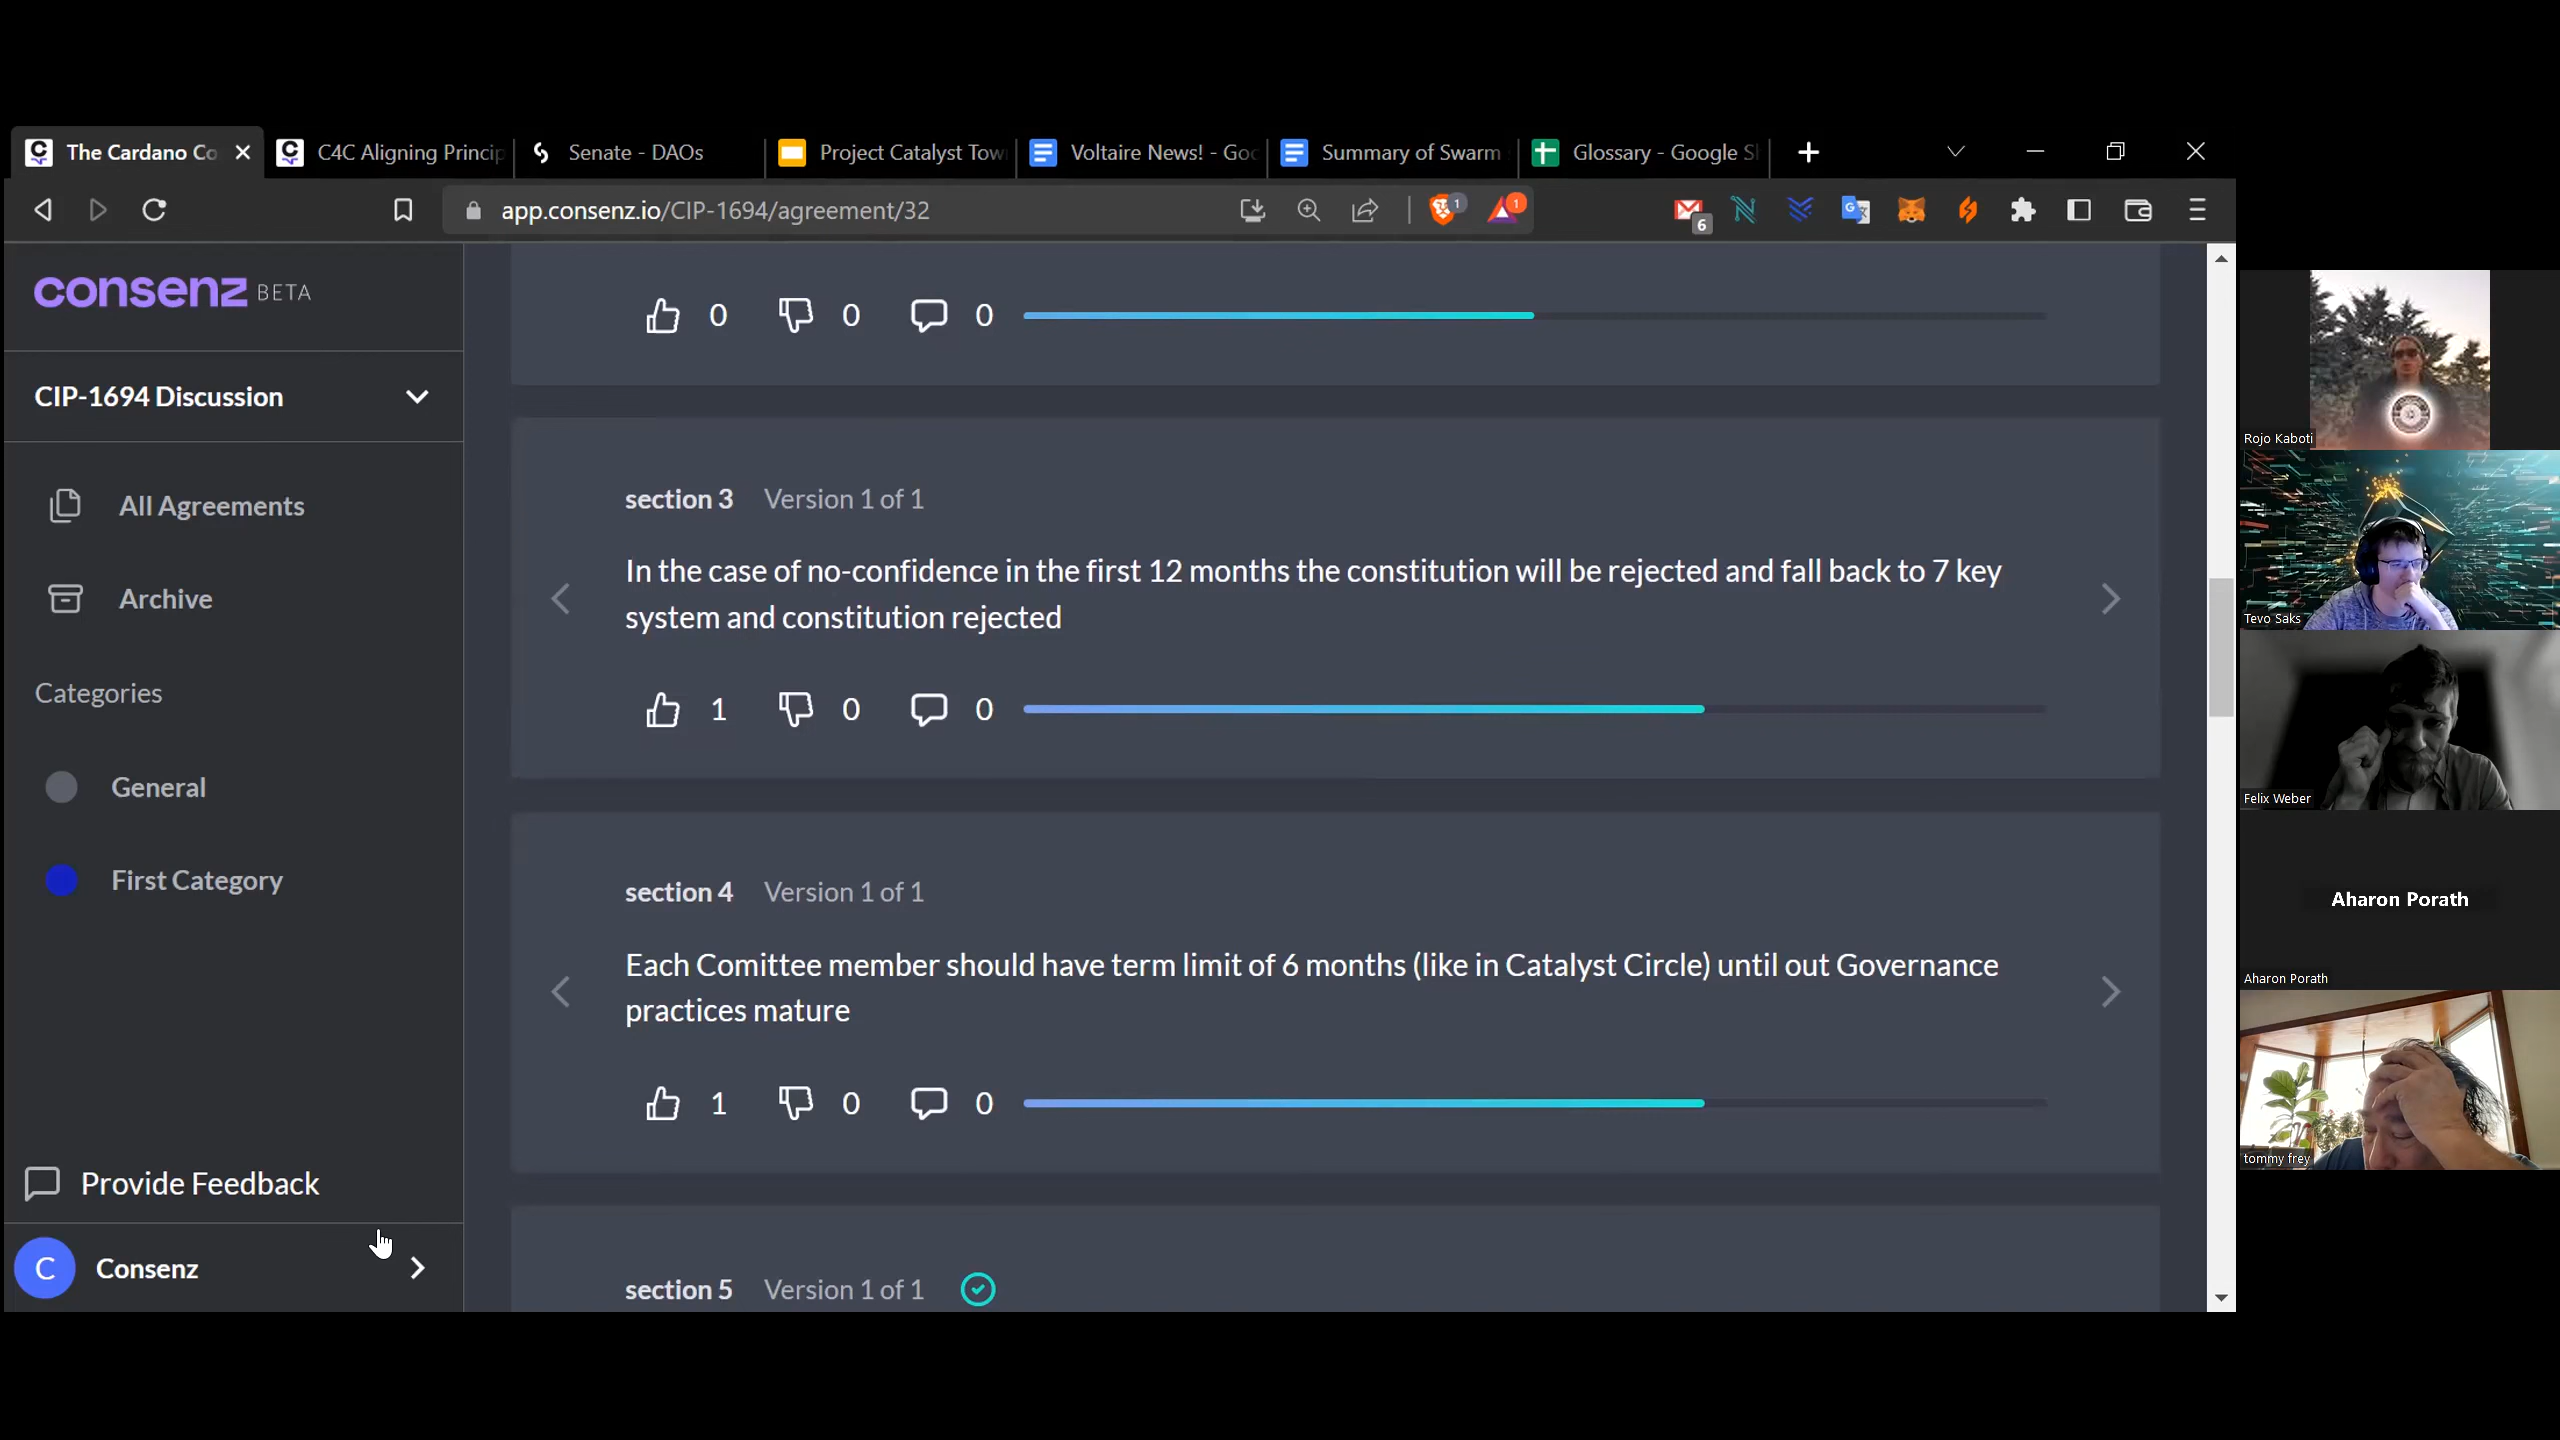 The Cardano Co
C4C Aligning Princip
Senate - DAOs
Project Catalyst Tow
Voltaire News! - Goo
Summary of Swarm
Glossary - Google Sh
app.consenz.io/CIP-1694/agreement/32
1
1
6
consenz BETA
CIP-1694 Discussion
All Agreements
Archive
Categories
General
First Category
Provide Feedback
C Consenz
0 0 0
section 3 Version 1 of 1
In the case of no-confidence in the first 12 months the constitution will be rejected and fall back to 7 key
system and constitution rejected
1 0 0
section 4 Version 1 of 1
Each Comittee member should have term limit of 6 months (like in Catalyst Circle) until out Governance
practices mature
1 0 0
section 5 Version 1 of 1
Rojo Kaboti
Tevo Saks
Felix Weber
Aharon Porath
Aharon Porath
tommy frey